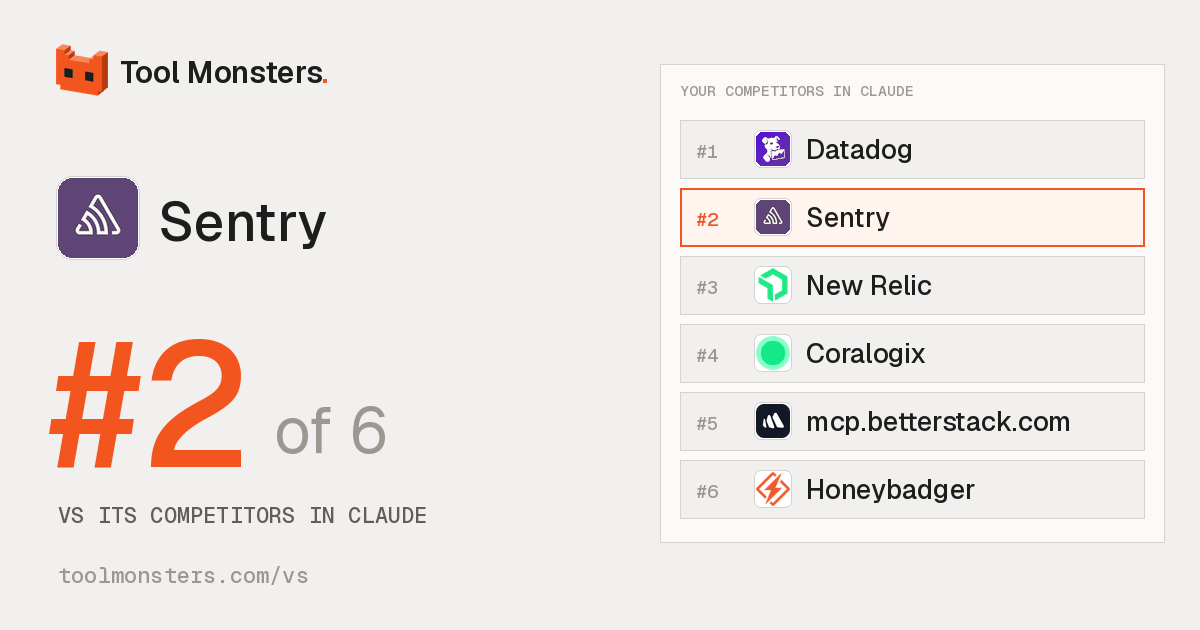 Tool Monsters.
Sentry
#2 of 6
VS ITS COMPETITORS IN CLAUDE
toolmonsters.com/vs
YOUR COMPETITORS IN CLAUDE
#1 Datadog
#2 Sentry
#3 New Relic
#4 Coralogix
#5 mcp.betterstack.com
#6 Honeybadger